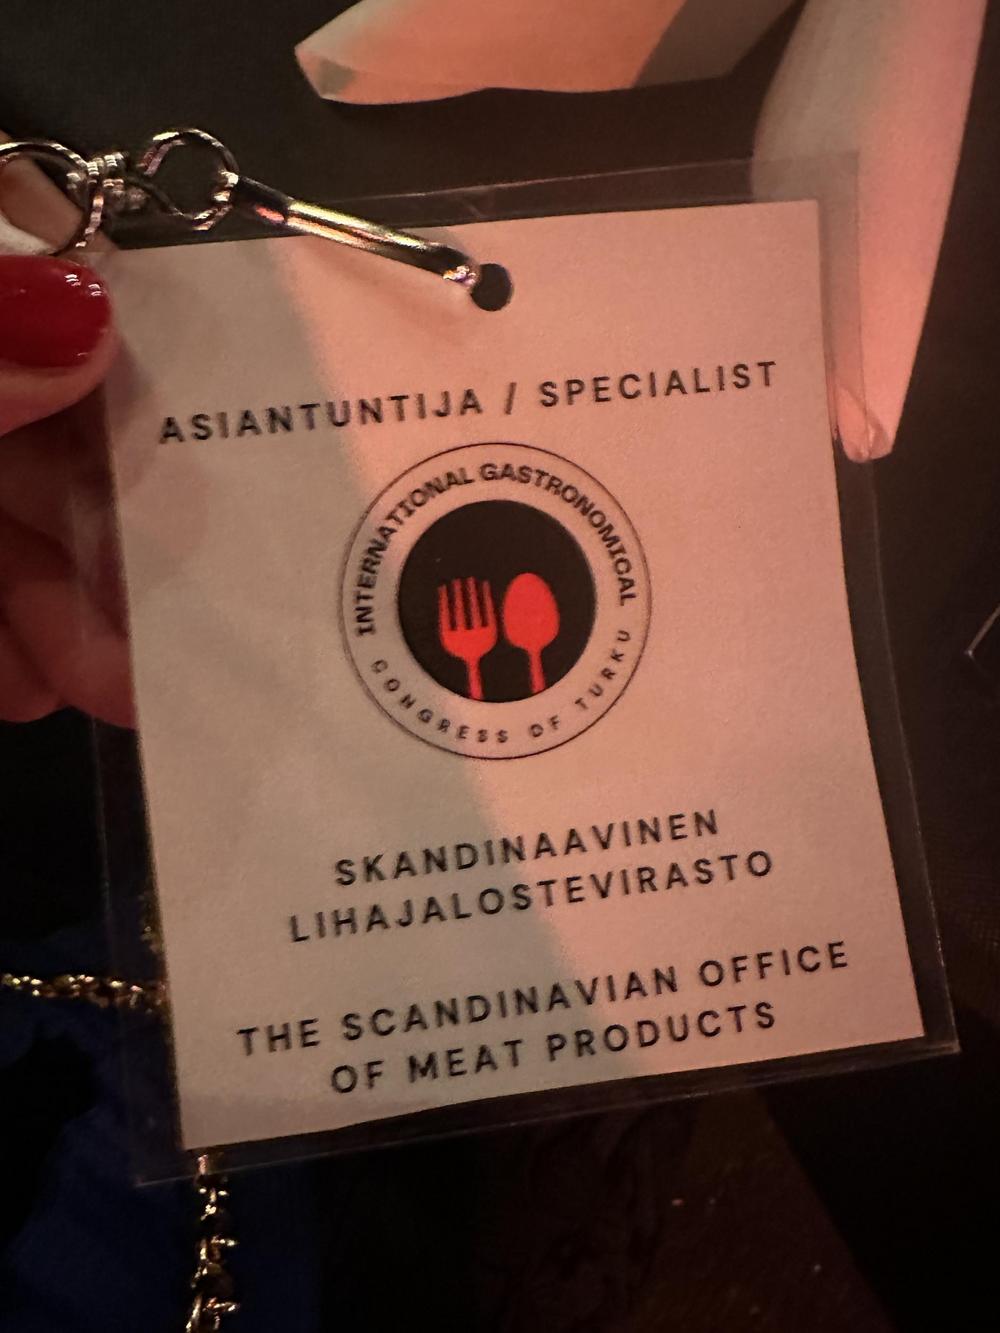 ASIANTUNTIJA / SPECIALIST
INTERNATIONAL GASTRONOMICAL
CONGRESS OF TURKU
SKANDINAAVINEN
LIHAJALOSTEVIRASTO
THE SCANDINAVIAN OFFICE
OF MEAT PRODUCTS